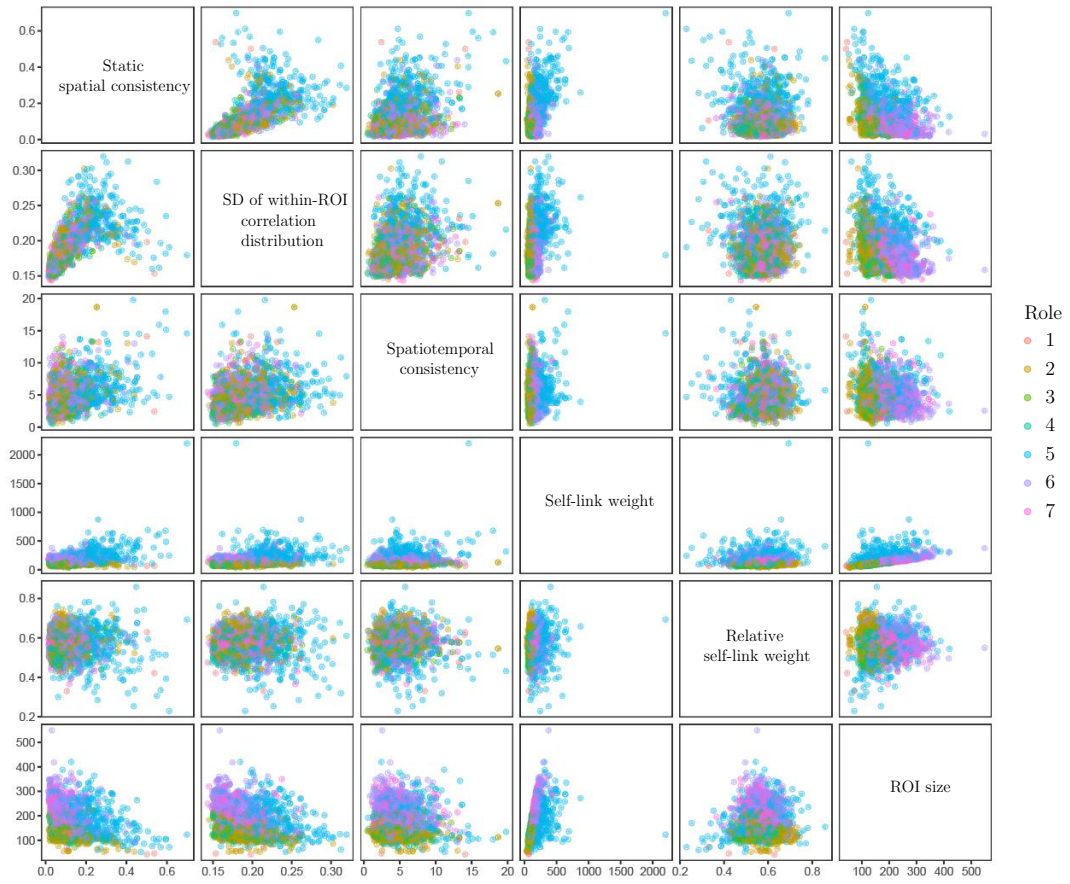 0.6
0.4
0.2
0.0
Static
spatial consistency
0.30
0.25
0.20
0.15
SD of within-ROI
correlation
distribution
20
15
10
5
0
Spatiotemporal
consistency
2000
1500
1000
500
0
Self-link weight
0.8
0.6
0.4
0.2
Relative
self-link weight
500
400
300
200
100
ROI size
0.0 0.2 0.4 0.6
0.15 0.20 0.25 0.30
0 5 10 15 20
0 500 1000 1500 2000
0.2 0.4 0.6 0.8
100 200 300 400 500
Role
1
2
3
4
5
6
7